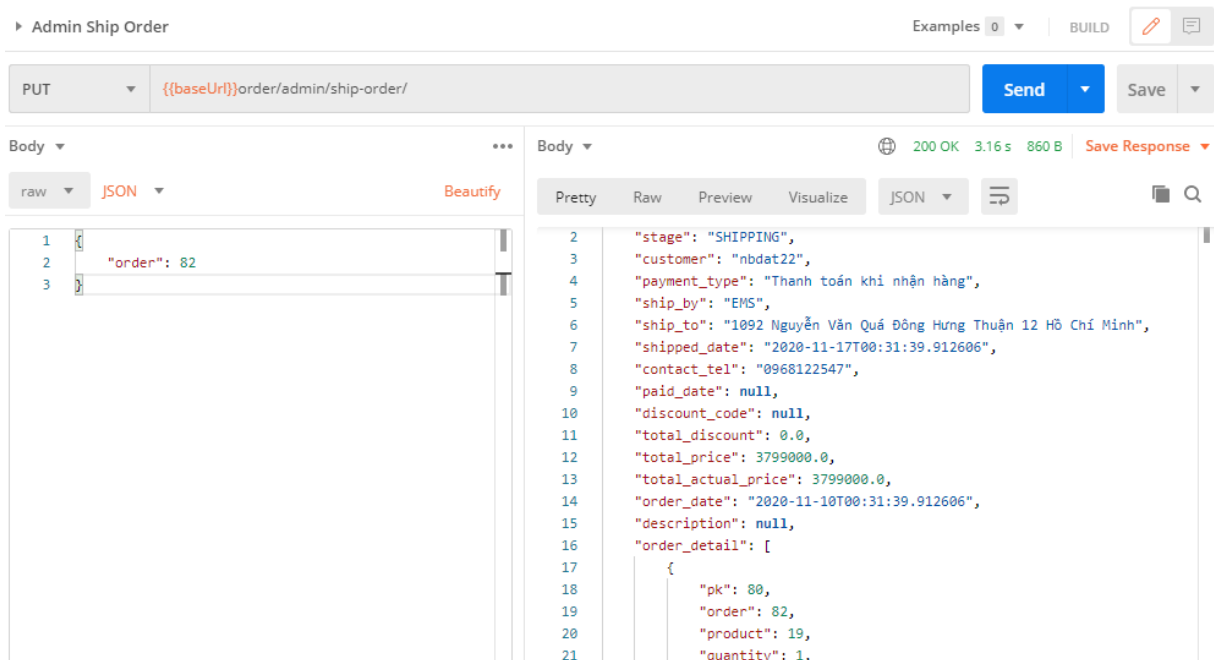 Admin Ship Order
Examples 0
BUILD
PUT
{{baseUrl}}order/admin/ship-order/
Send
Save
Body
raw
JSON
Beautify
1 {
2 "order": 82
3 }
Body
200 OK 3.16 s 860 B Save Response
Pretty Raw Preview Visualize JSON
2 "stage": "SHIPPING",
3 "customer": "nbdat22",
4 "payment_type": "Thanh toán khi nhận hàng",
5 "ship_by": "EMS",
6 "ship_to": "1092 Nguyễn Văn Quá Đông Hưng Thuận 12 Hồ Chí Minh",
7 "shipped_date": "2020-11-17T00:31:39.912606",
8 "contact_tel": "0968122547",
9 "paid_date": null,
10 "discount_code": null,
11 "total_discount": 0.0,
12 "total_price": 3799000.0,
13 "total_actual_price": 3799000.0,
14 "order_date": "2020-11-10T00:31:39.912606",
15 "description": null,
16 "order_detail": [
17 {
18 "pk": 80,
19 "order": 82,
20 "product": 19,
21 "quantity": 1,